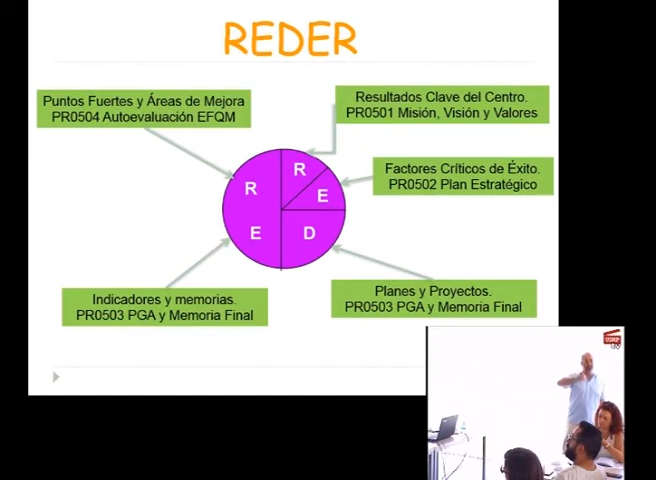 REDER
Puntos Fuertes y Áreas de Mejora
PR0504 Autoevaluación EFQM
Resultados Clave del Centro.
PR0501 Misión, Visión y Valores
Factores Críticos de Éxito.
PR0502 Plan Estratégico
R
R
E
E
D
Indicadores y memorias.
PR0503 PGA y Memoria Final
Planes y Proyectos.
PR0503 PGA y Memoria Final